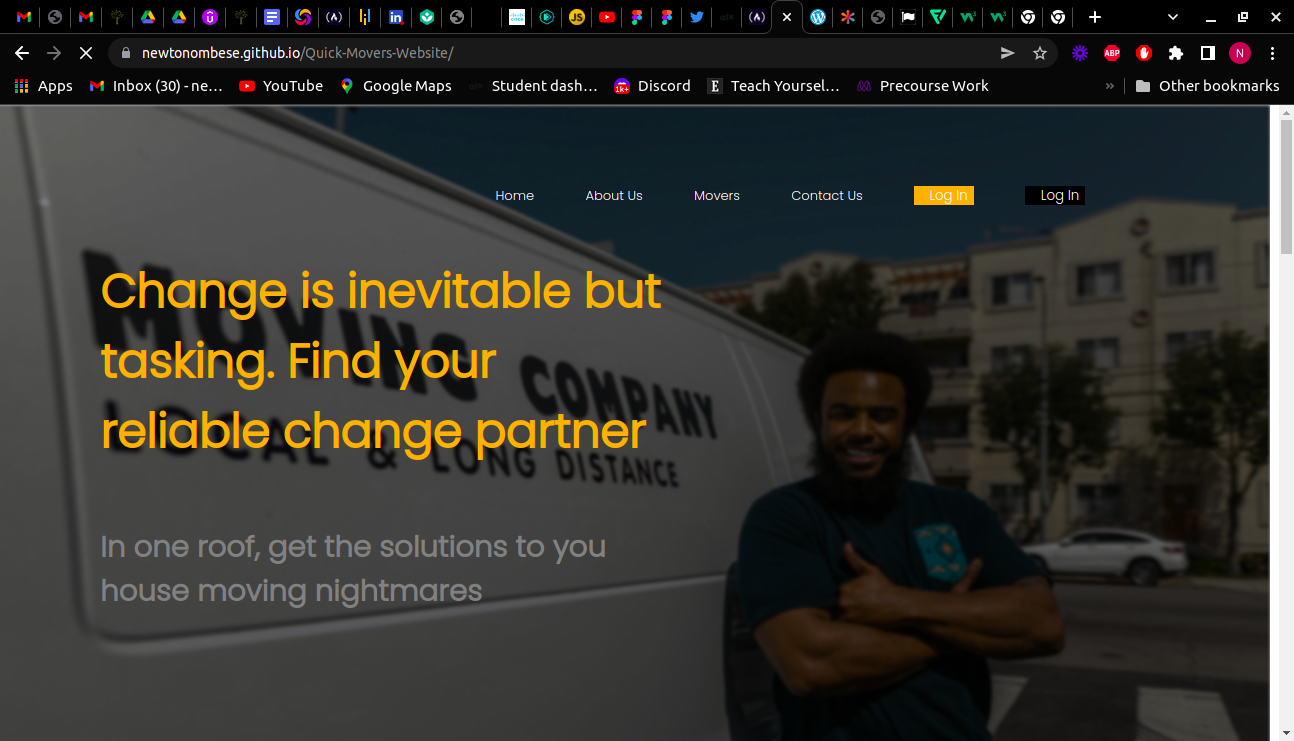 newtonombese.github.io/Quick-Movers-Website/
ABP
N
Apps
Inbox (30) - ne…
YouTube
Google Maps
Student dash…
1k+
Discord
E
Teach Yoursel…
Precourse Work
»
Other bookmarks
Home
About Us
Movers
Contact Us
Log In
Log In
Change is inevitable but
tasking. Find your
reliable change partner
MOVING COMPANY
LOCAL & LONG DISTANCE
In one roof, get the solutions to you
house moving nightmares